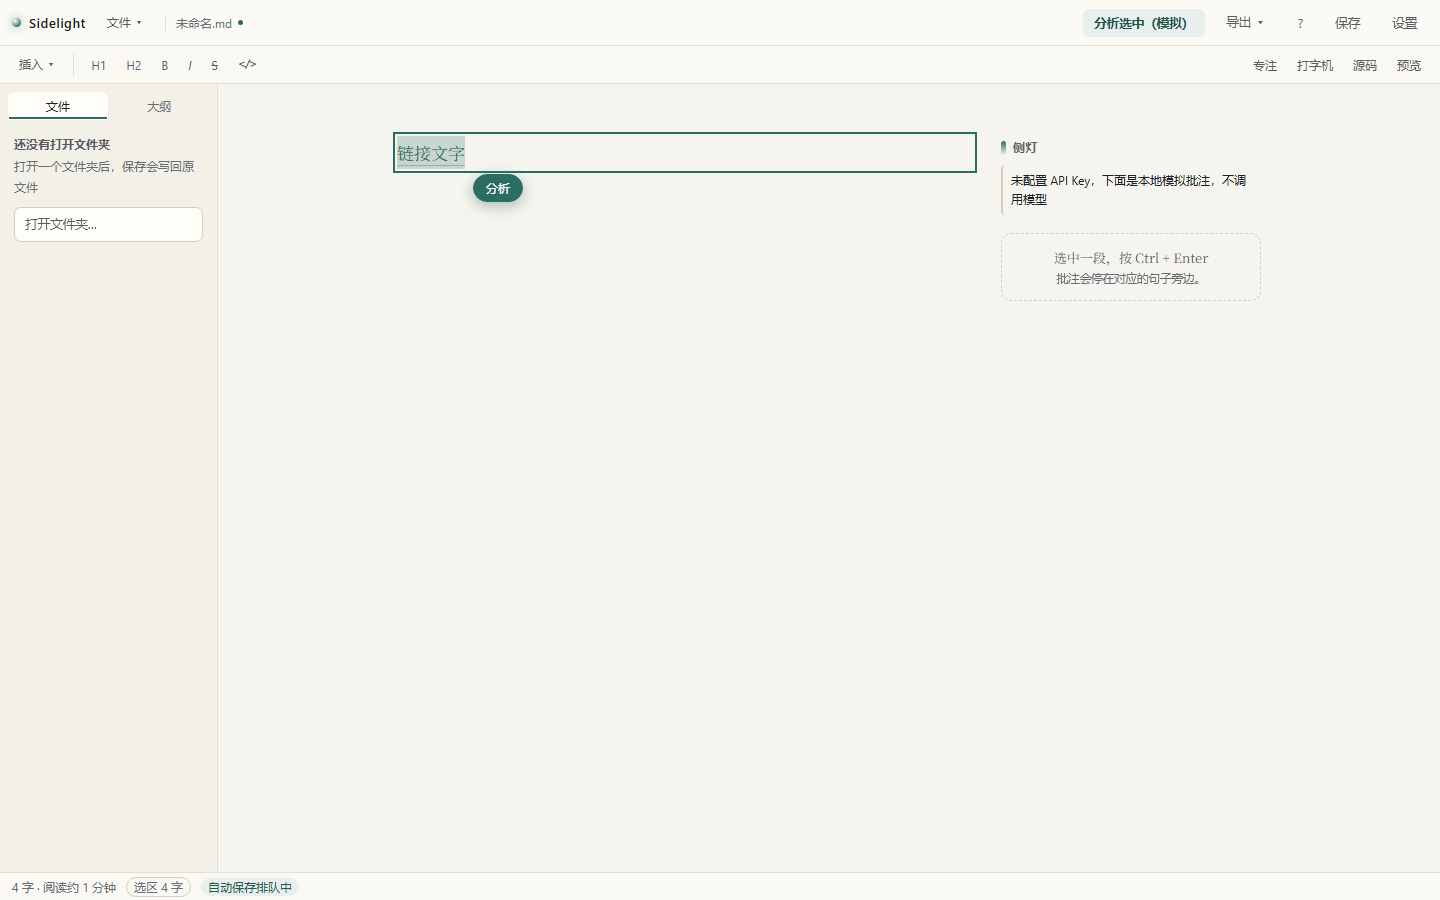 Sidelight 文件 ▾ 未命名.md ● 分析选中（模拟） 导出 ▾ ? 保存 设置
插入 ▾ H1 H2 B I S </> 专注 打字机 源码 预览
文件 大纲
还没有打开文件夹
打开一个文件夹后，保存会写回原
文件
打开文件夹...
链接文字
分析
侧灯
未配置 API Key，下面是本地模拟批注，不调
用模型
选中一段，按 Ctrl + Enter
批注会停在对应的句子旁边。
4 字 · 阅读约 1 分钟 选区 4 字 自动保存排队中